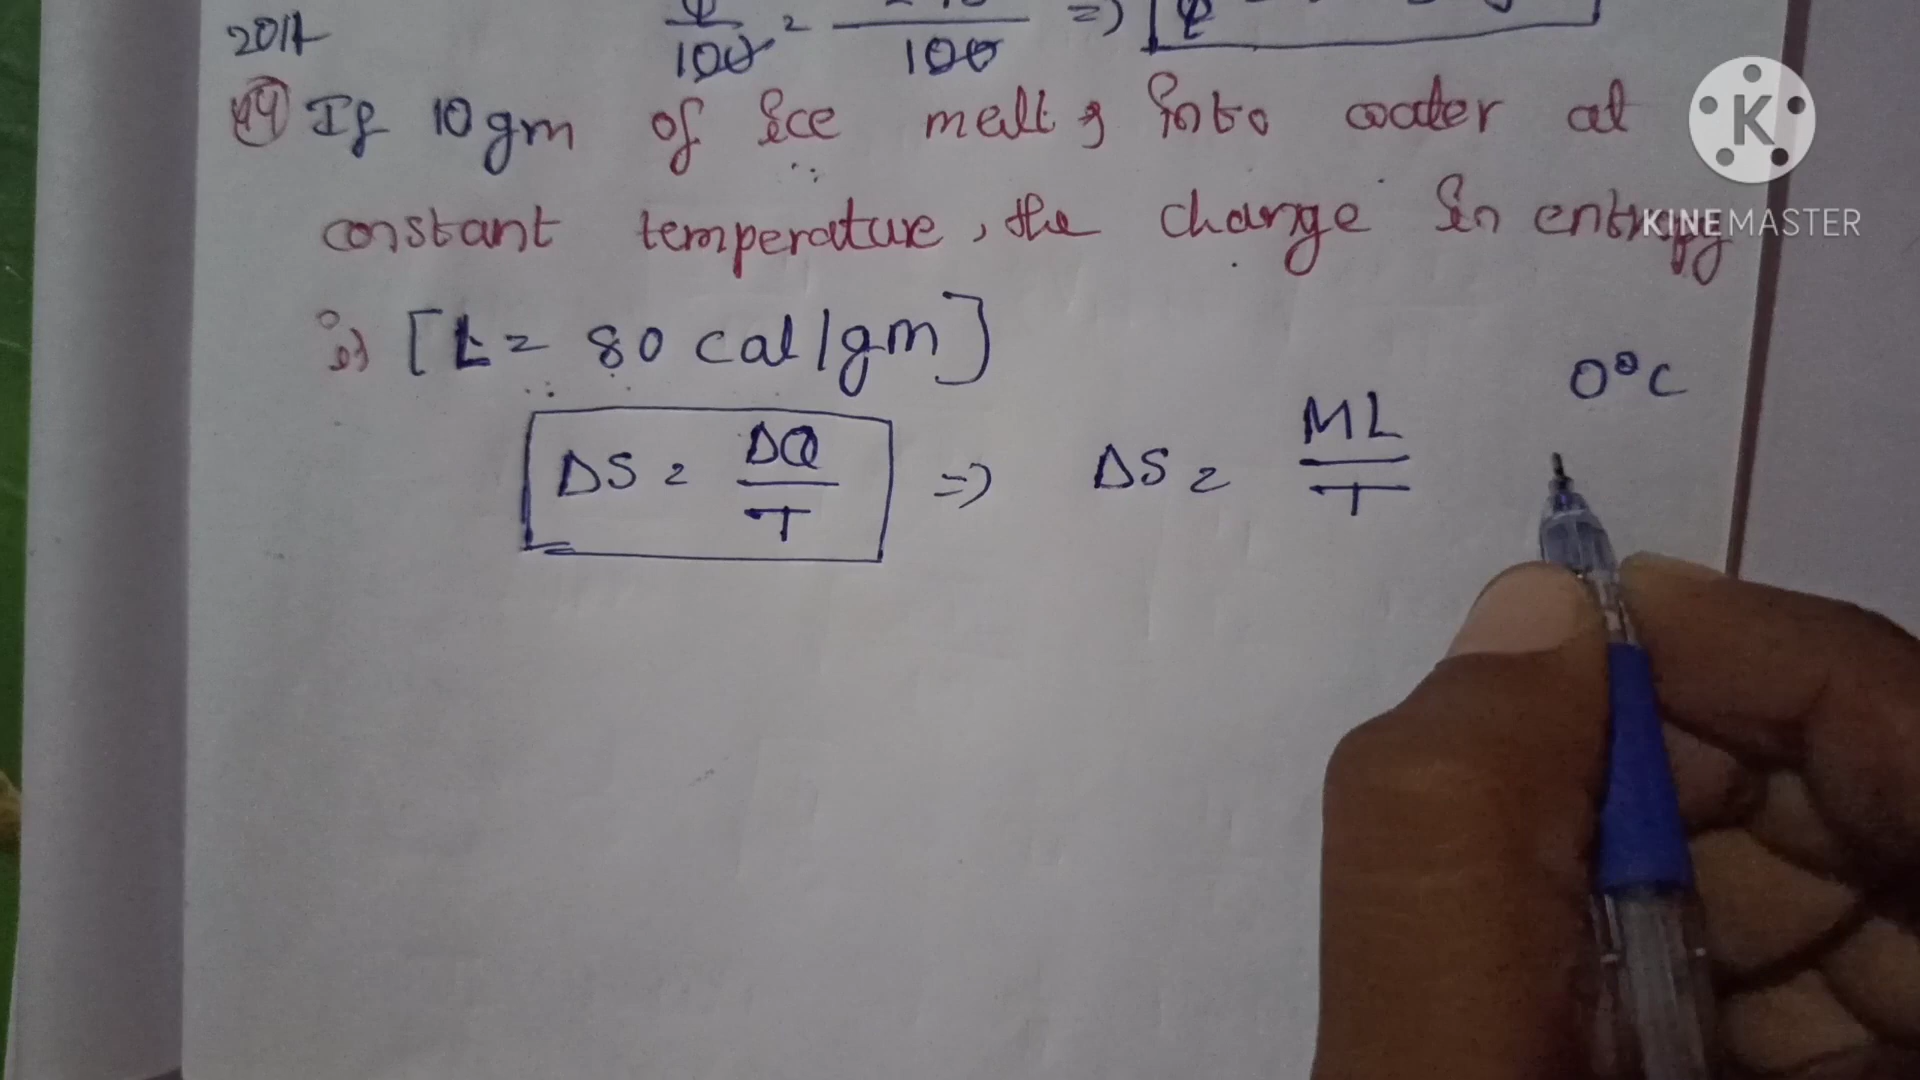 2017
100 = 100 =>
44 If 10 gm of ice melts into water at
K
constant temperature, the change in entropy
KINEMASTER
is [L = 80 cal/gm]
0°C
ΔS = ΔQ/T => ΔS = ML/T